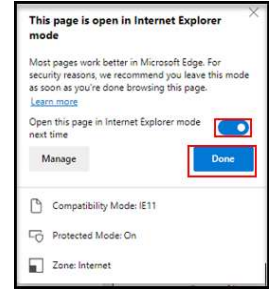 This page is open in Internet Explorer
mode
Most pages work better in Microsoft Edge. For
security reasons, we recommend you leave this mode
as soon as you're done browsing this page.
Learn more
Open this page in Internet Explorer mode
next time
Manage
Done
Compatibility Mode: IE11
Protected Mode: On
Zone: Internet